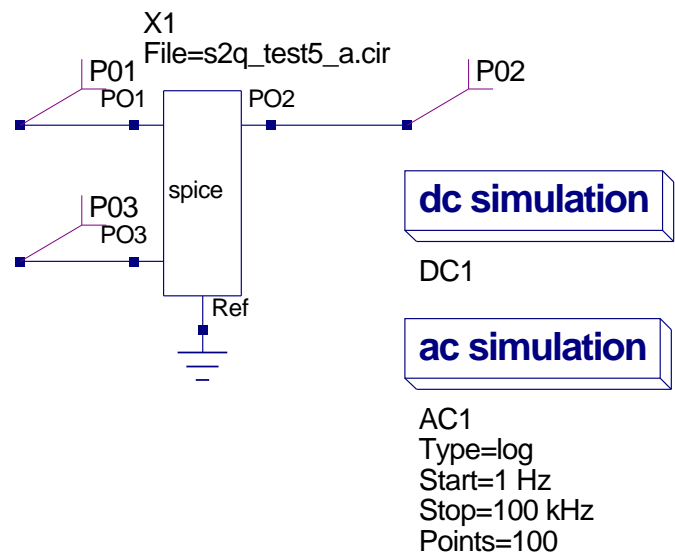 X1
File=s2q_test5_a.cir
P01
PO1
PO2
P02
spice
P03
PO3
Ref
dc simulation
DC1
ac simulation
AC1
Type=log
Start=1 Hz
Stop=100 kHz
Points=100